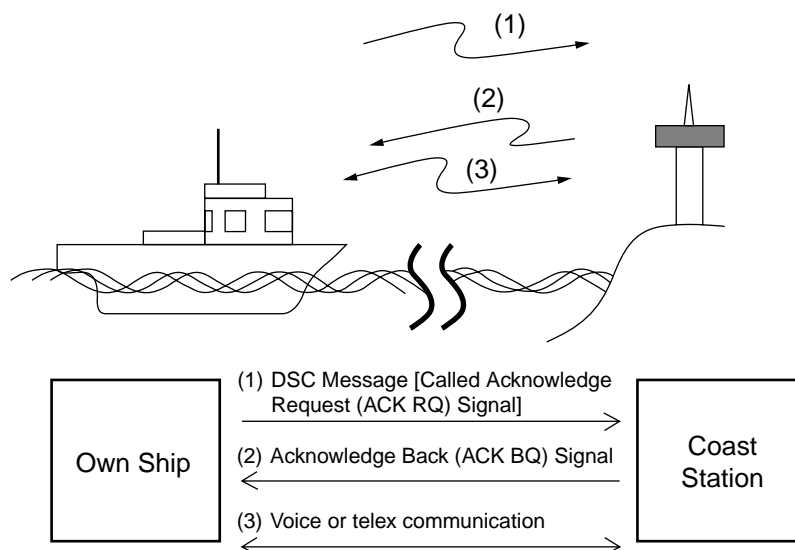 (1)
(2)
(3)
(1) DSC Message [Called Acknowledge
Request (ACK RQ) Signal]
Own Ship
(2) Acknowledge Back (ACK BQ) Signal
Coast
Station
(3) Voice or telex communication